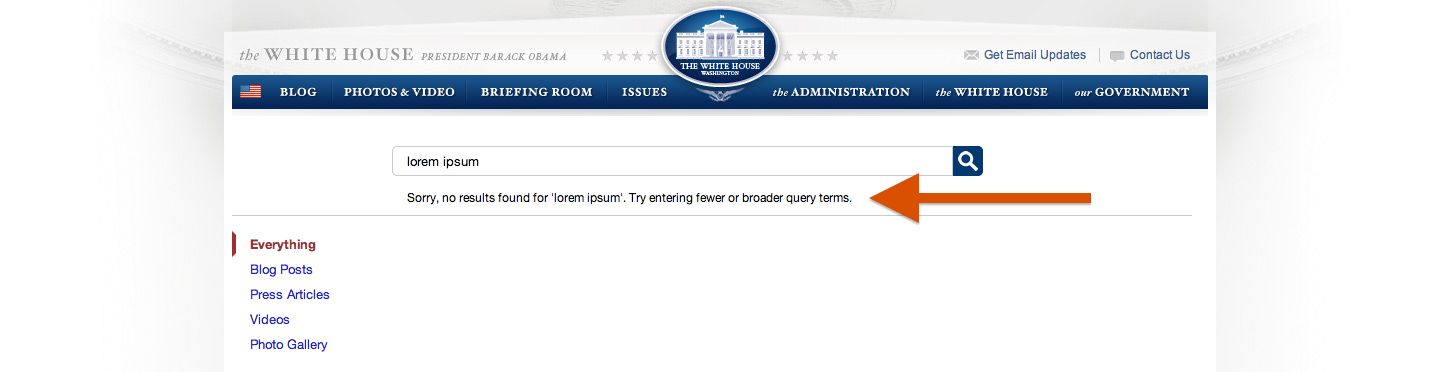 the WHITE HOUSE PRESIDENT BARACK OBAMA
THE WHITE HOUSE
WASHINGTON
Get Email Updates
Contact Us
BLOG
PHOTOS & VIDEO
BRIEFING ROOM
ISSUES
the ADMINISTRATION
the WHITE HOUSE
our GOVERNMENT
lorem ipsum
Sorry, no results found for 'lorem ipsum'. Try entering fewer or broader query terms.
Everything
Blog Posts
Press Articles
Videos
Photo Gallery